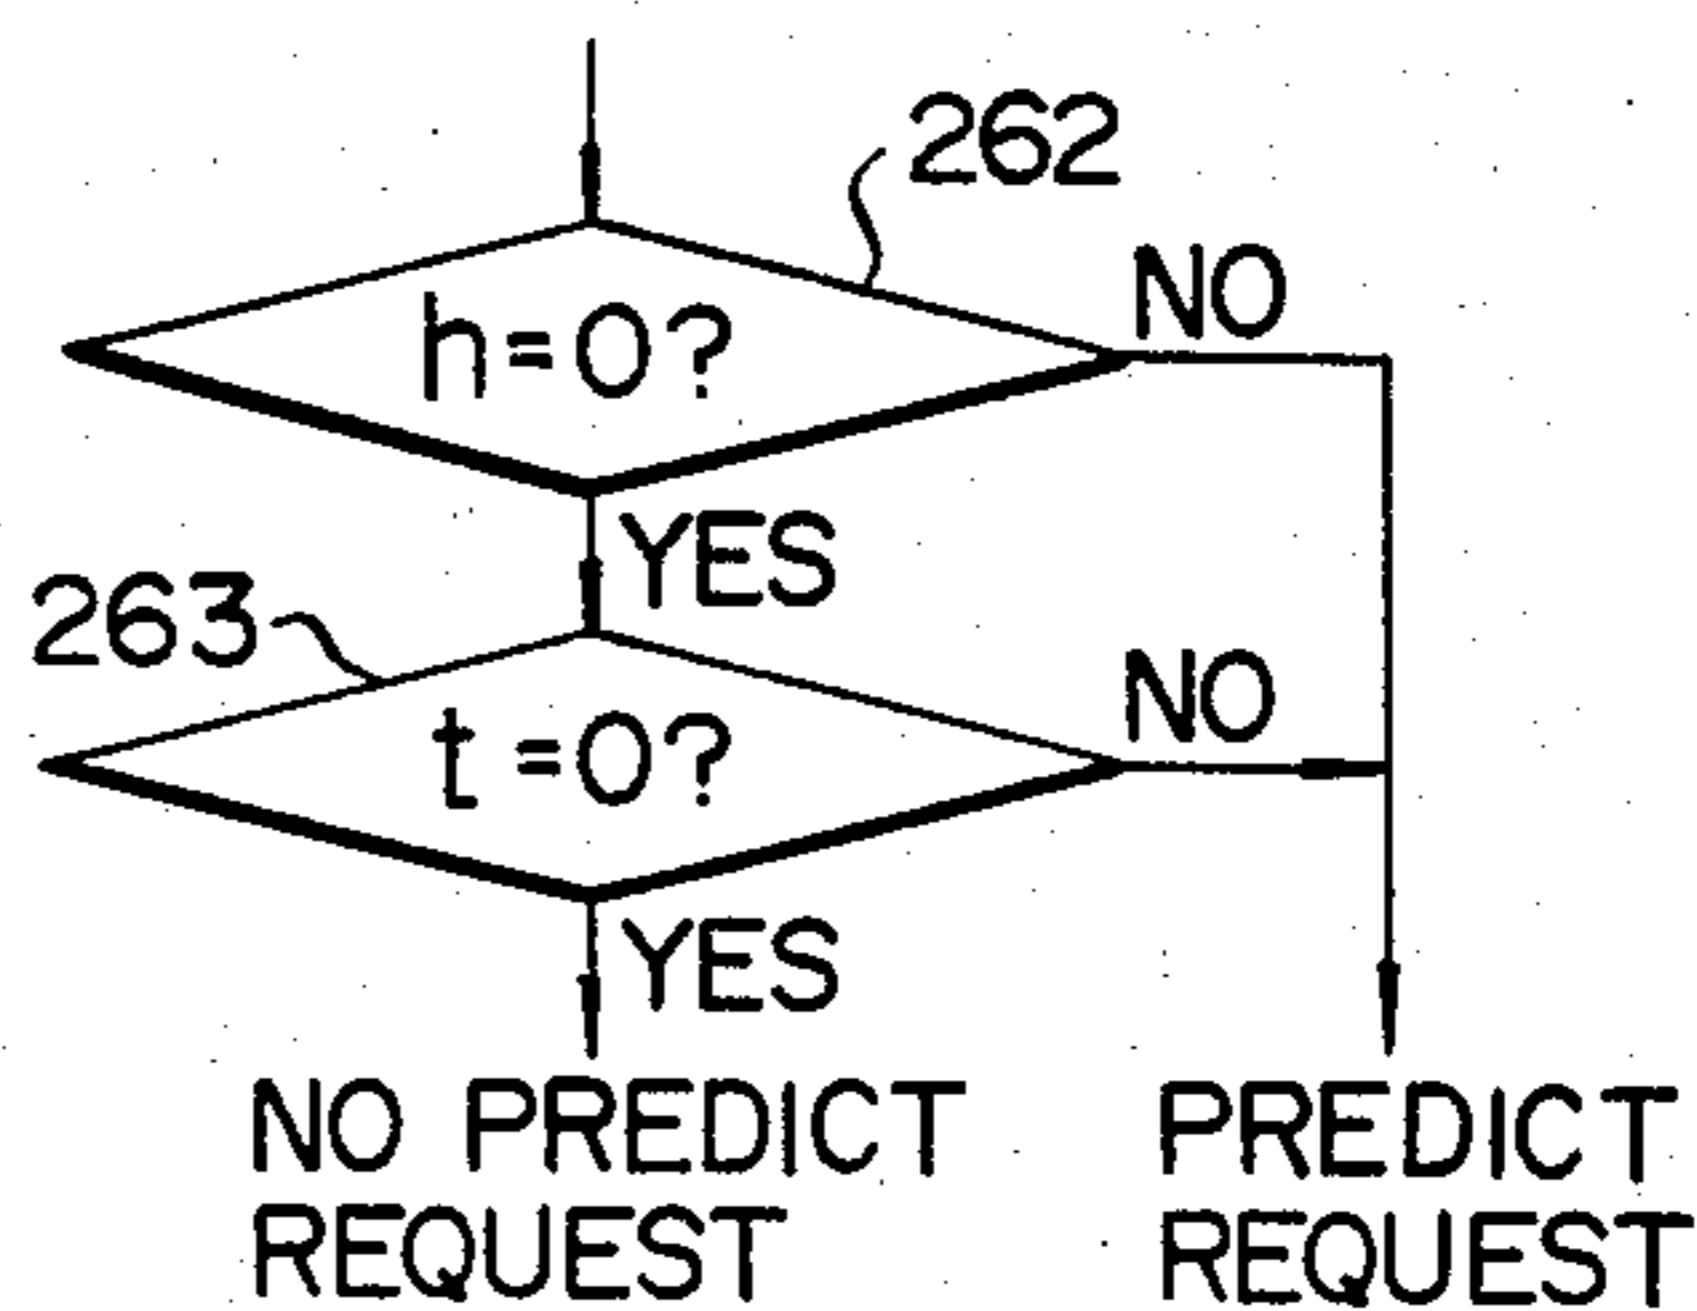 262
h=0?
NO
YES
263
t=0?
NO
YES
NO PREDICT
REQUEST
PREDICT
REQUEST